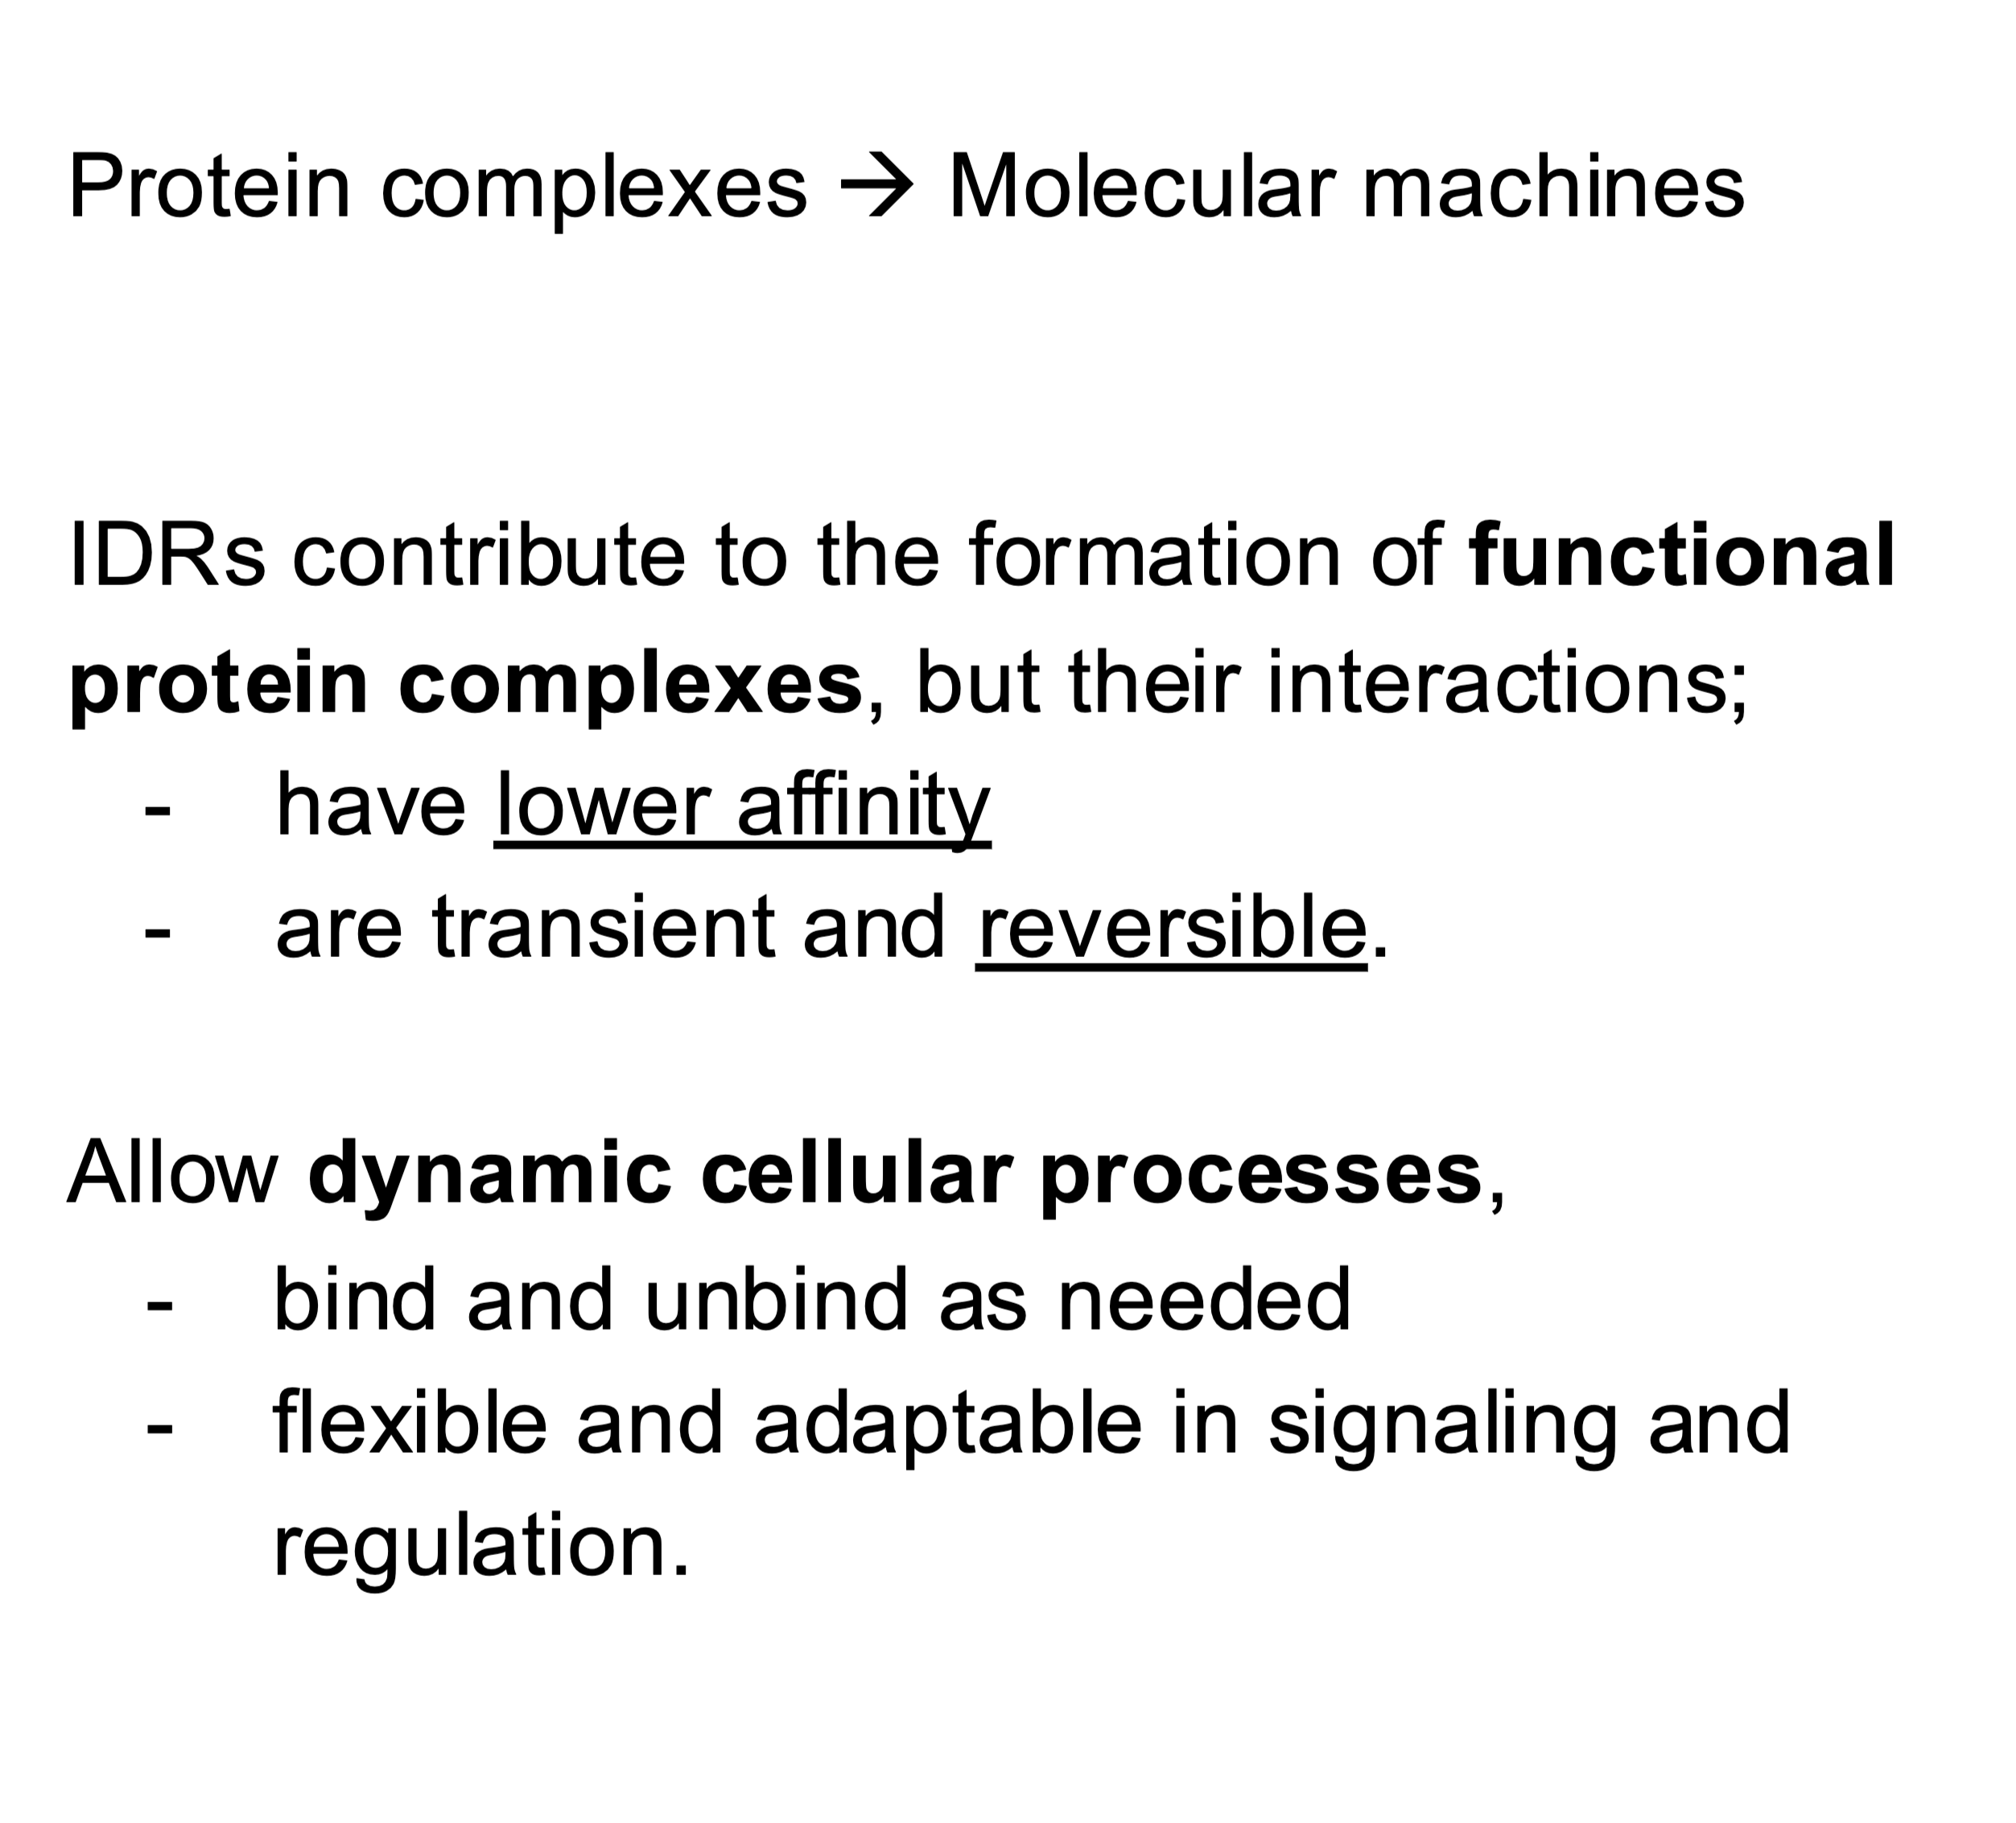 Protein complexes → Molecular machines
IDRs contribute to the formation of functional
protein complexes, but their interactions;
- have lower affinity
- are transient and reversible.
Allow dynamic cellular processes,
- bind and unbind as needed
- flexible and adaptable in signaling and
regulation.